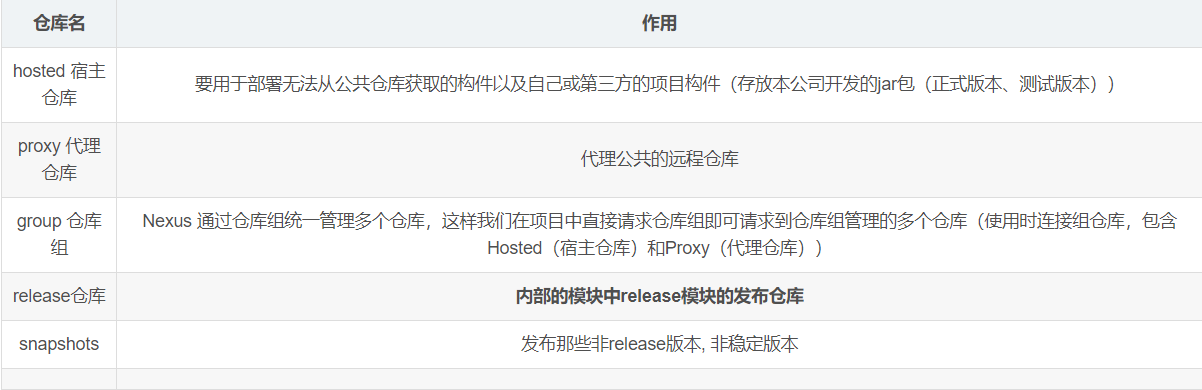 仓库名 作用
hosted 宿主
仓库
要用于部署无法从公共仓库获取的构件以及自己或第三方的项目构件（存放本公司开发的jar包（正式版本、测试版本））
proxy 代理
仓库
代理公共的远程仓库
group 仓库
组
Nexus 通过仓库组统一管理多个仓库，这样我们在项目中直接请求仓库组即可请求到仓库组管理的多个仓库（使用时连接组仓库，包含
Hosted（宿主仓库）和Proxy（代理仓库））
release仓库 内部的模块中release模块的发布仓库
snapshots 发布那些非release版本, 非稳定版本